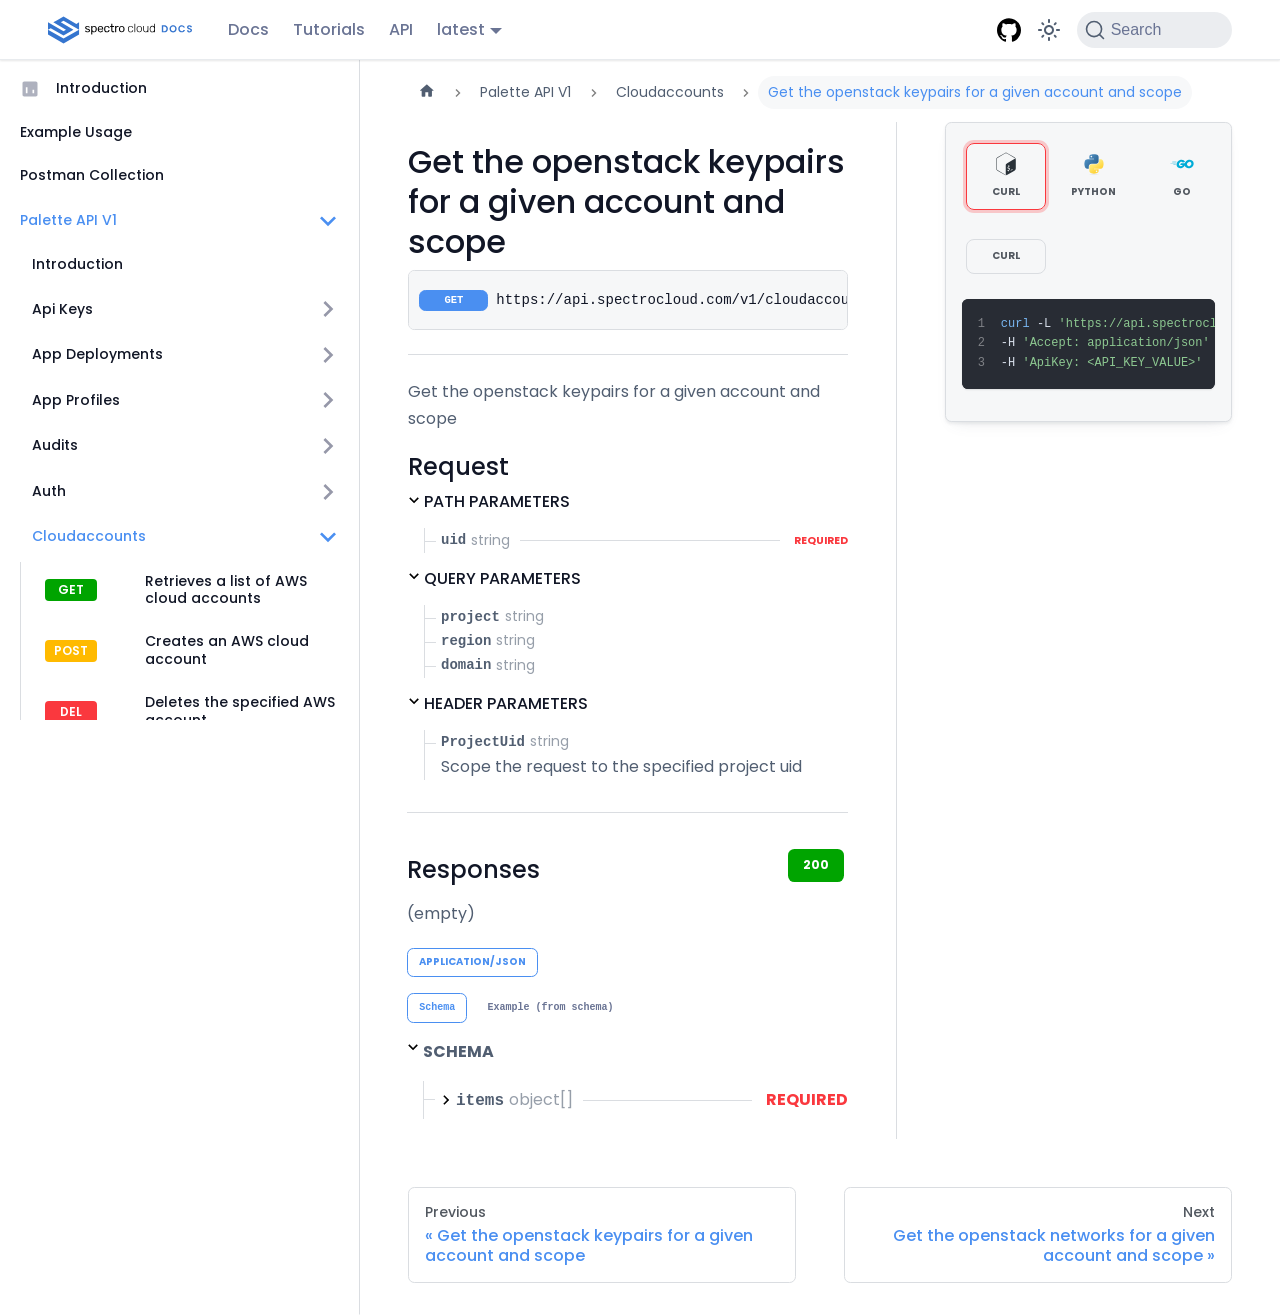 spectro cloud DOCS
Docs
Tutorials
API
latest
Search
Introduction
Example Usage
Postman Collection
Palette API V1
Introduction
Api Keys
App Deployments
App Profiles
Audits
Auth
Cloudaccounts
GET
Retrieves a list of AWS
cloud accounts
POST
Creates an AWS cloud
account
DEL
Deletes the specified AWS
account
Palette API V1
Cloudaccounts
Get the openstack keypairs for a given account and scope
Get the openstack keypairs
for a given account and
scope
GET
https://api.spectrocloud.com/v1/cloudaccou
Get the openstack keypairs for a given account and
scope
Request
PATH PARAMETERS
uid string
REQUIRED
QUERY PARAMETERS
project string
region string
domain string
HEADER PARAMETERS
ProjectUid string
Scope the request to the specified project uid
Responses
200
(empty)
APPLICATION/JSON
Schema
Example (from schema)
SCHEMA
items object[]
REQUIRED
CURL
PYTHON
GO
CURL
1 curl -L 'https://api.spectrocl
2 -H 'Accept: application/json'
3 -H 'ApiKey: <API_KEY_VALUE>'
Previous
« Get the openstack keypairs for a given
account and scope
Next
Get the openstack networks for a given
account and scope »